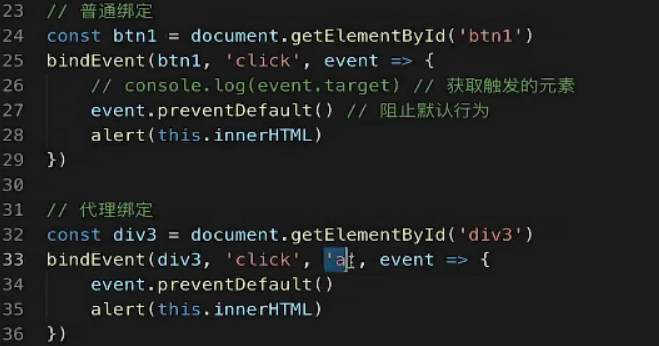 23 // 普通绑定
24 const btn1 = document.getElementById('btn1')
25 bindEvent(btn1, 'click', event => {
26     // console.log(event.target) // 获取触发的元素
27     event.preventDefault() // 阻止默认行为
28     alert(this.innerHTML)
29 })
30
31 // 代理绑定
32 const div3 = document.getElementById('div3')
33 bindEvent(div3, 'click', 'a', event => {
34     event.preventDefault()
35     alert(this.innerHTML)
36 })